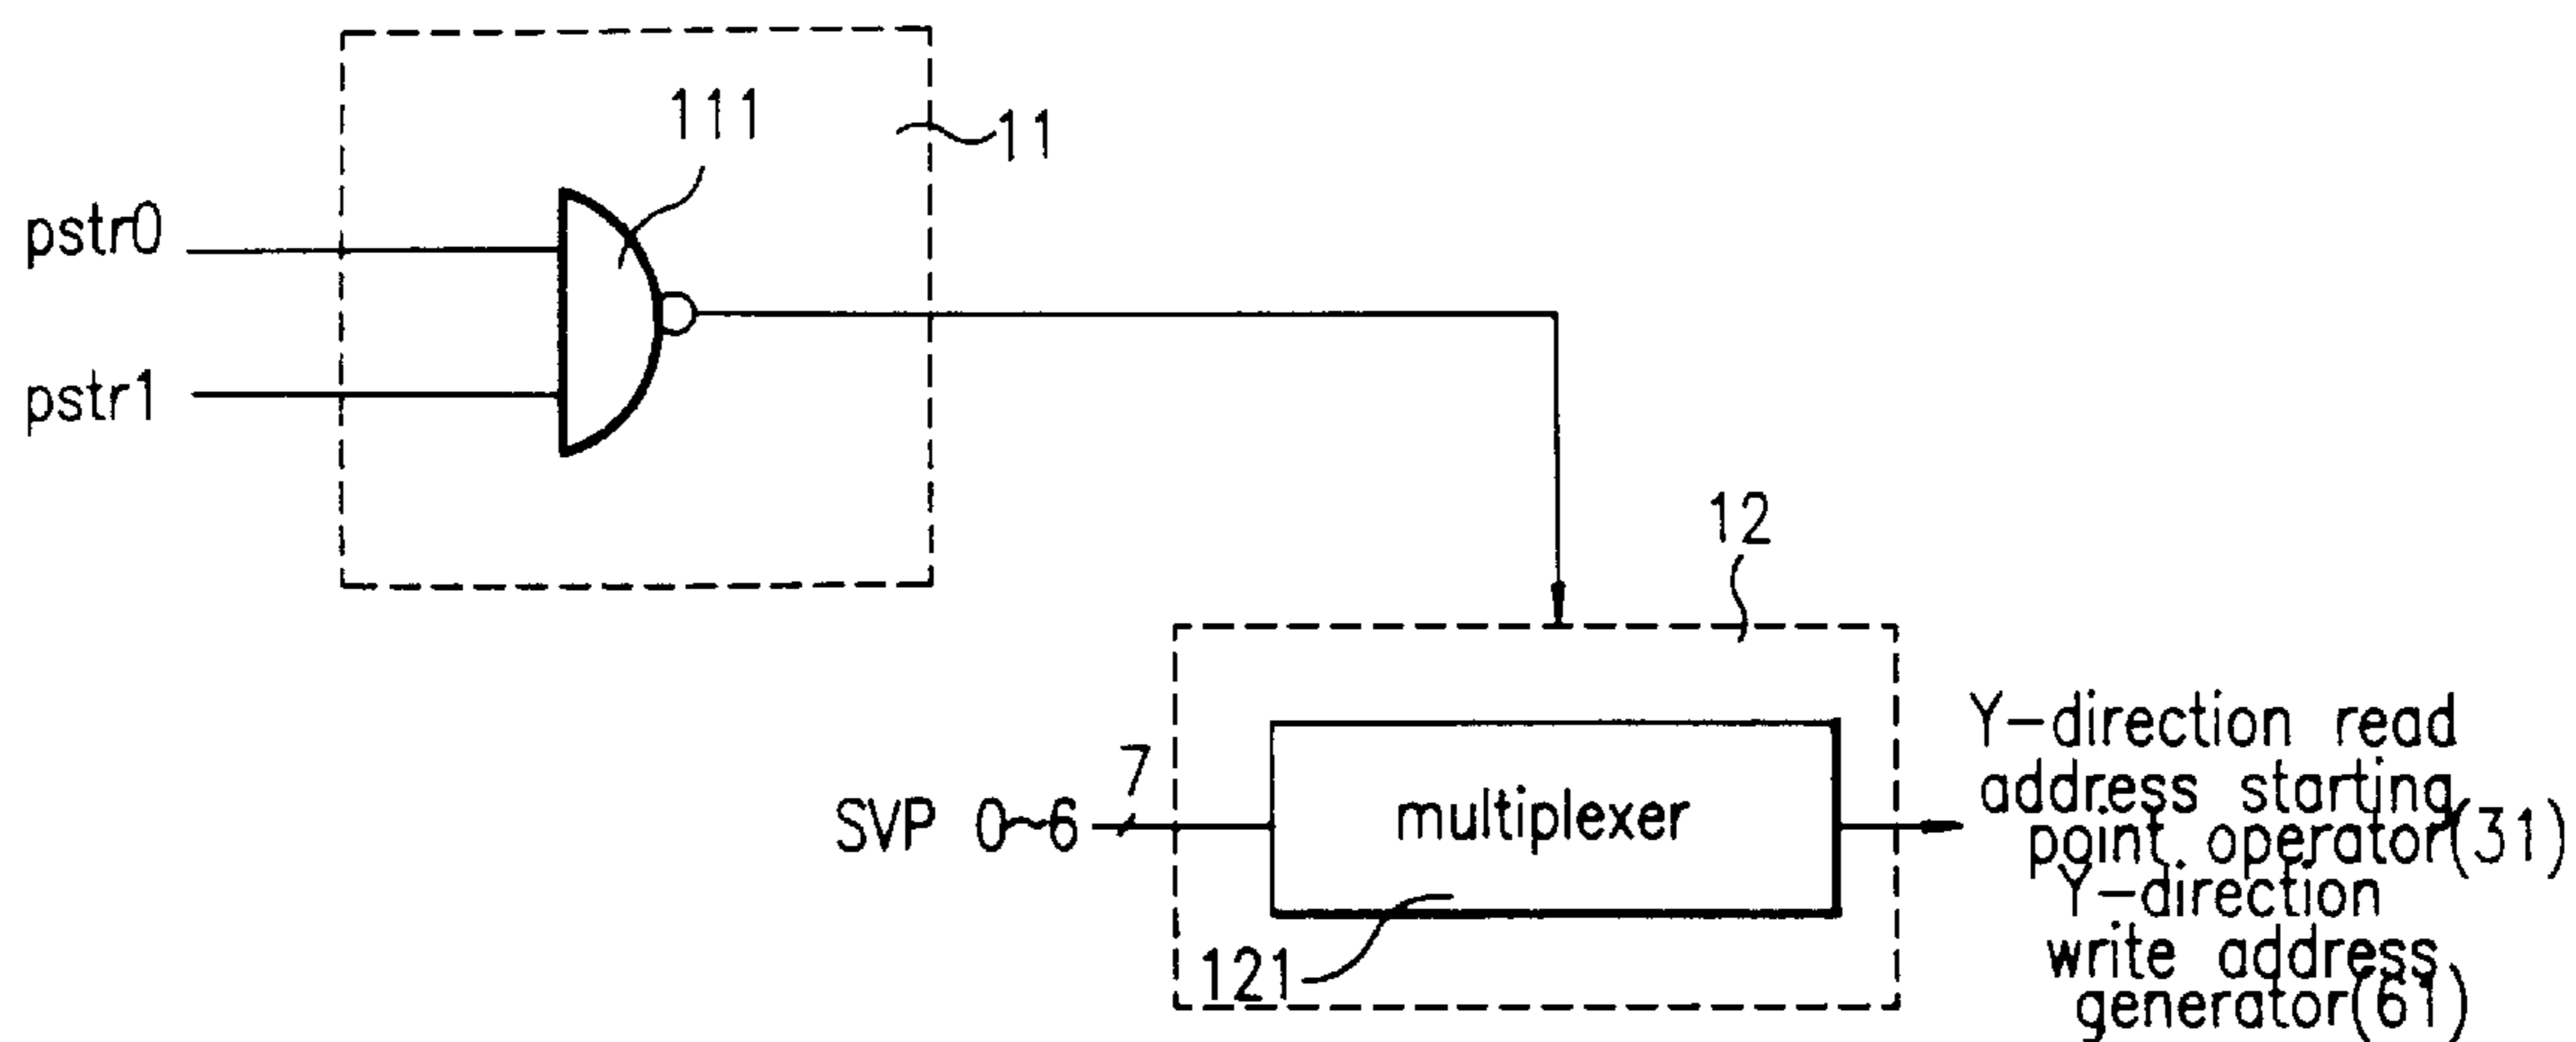 111
11
pstr0
pstr1
12
7
SVP 0~6
multiplexer
121
Y-direction read
address starting
point operator(31)
Y-direction
write address
generator(61)